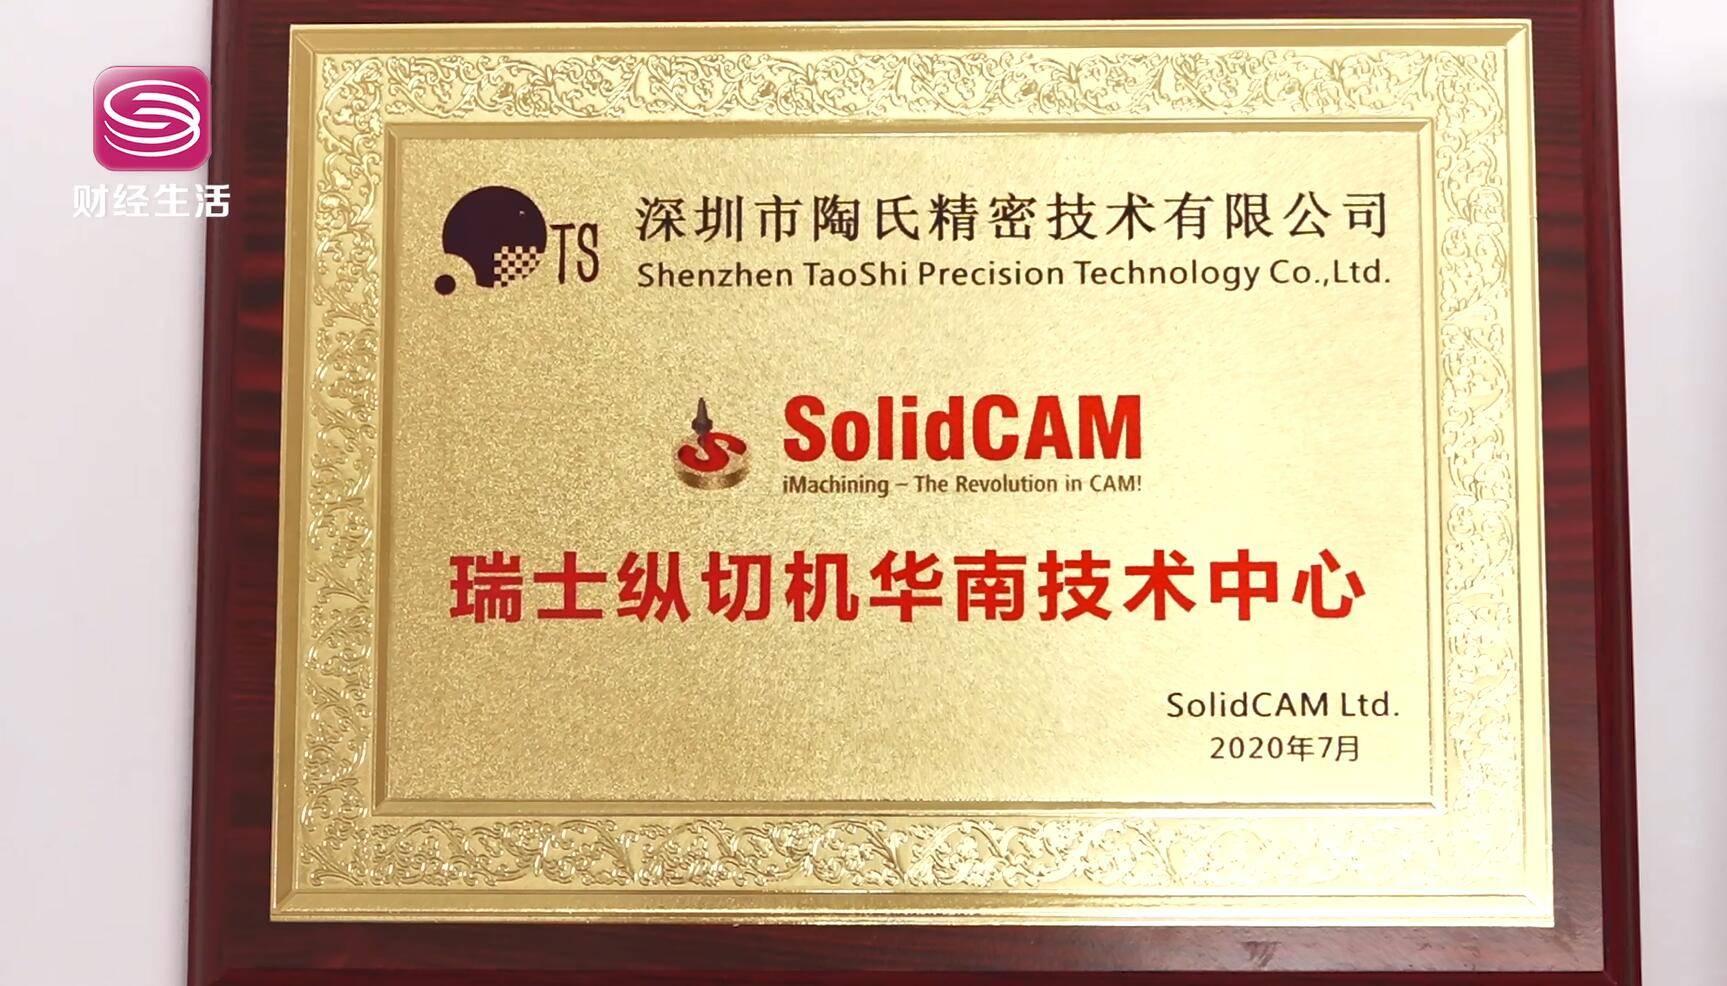 财经生活
TS
深圳市陶氏精密技术有限公司
Shenzhen TaoShi Precision Technology Co.,Ltd.
SolidCAM
iMachining – The Revolution in CAM!
瑞士纵切机华南技术中心
SolidCAM Ltd.
2020年7月